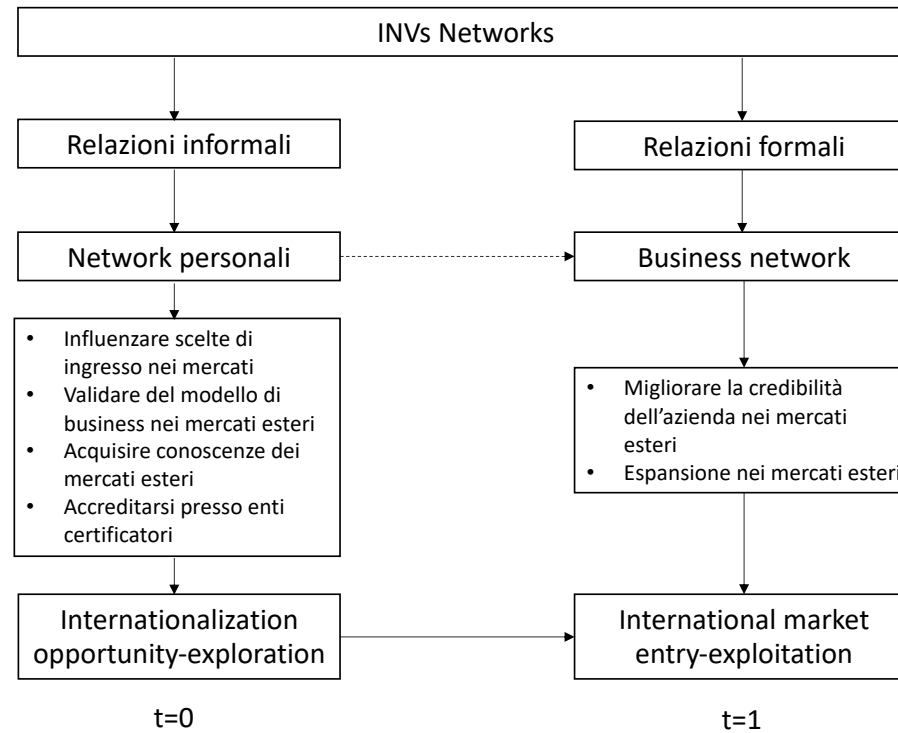 INVs Networks
Relazioni informali
Relazioni formali
Network personali
Business network
• Influenzare scelte di
ingresso nei mercati
• Validare del modello di
business nei mercati esteri
• Acquisire conoscenze dei
mercati esteri
• Accreditarsi presso enti
certificatori
• Migliorare la credibilità
dell’azienda nei mercati
esteri
• Espansione nei mercati esteri
Internationalization
opportunity-exploration
International market
entry-exploitation
t=0
t=1